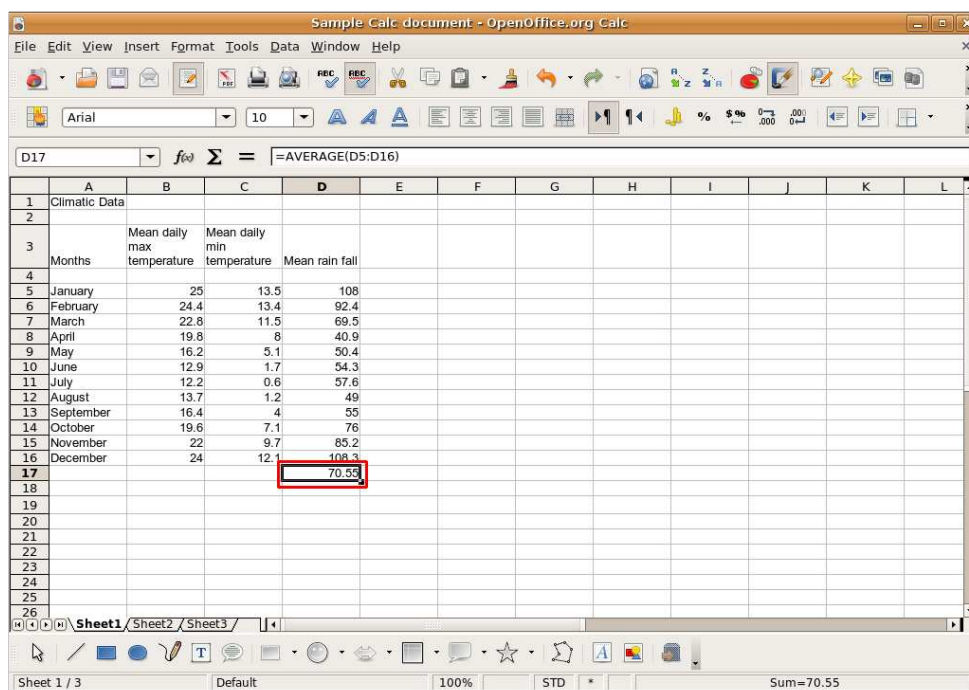 Sample Calc document - OpenOffice.org Calc
File Edit View Insert Format Tools Data Window Help
Arial 10
D17 f(x) Σ = =AVERAGE(D5:D16)
A B C D E F G H I J K L
1 Climatic Data
2
3 Months Mean daily max temperature Mean daily min temperature Mean rain fall
4
5 January 25 13.5 108
6 February 24.4 13.4 92.4
7 March 22.8 11.5 69.5
8 April 19.8 8 40.9
9 May 16.2 5.1 50.4
10 June 12.9 1.7 54.3
11 July 12.2 0.6 57.6
12 August 13.7 1.2 49
13 September 16.4 4 55
14 October 19.6 7.1 76
15 November 22 9.7 85.2
16 December 24 12.1 108.3
17 70.55
18
19
20
21
22
23
24
25
26
Sheet1 Sheet2 Sheet3
Sheet 1 / 3 Default 100% STD * Sum=70.55